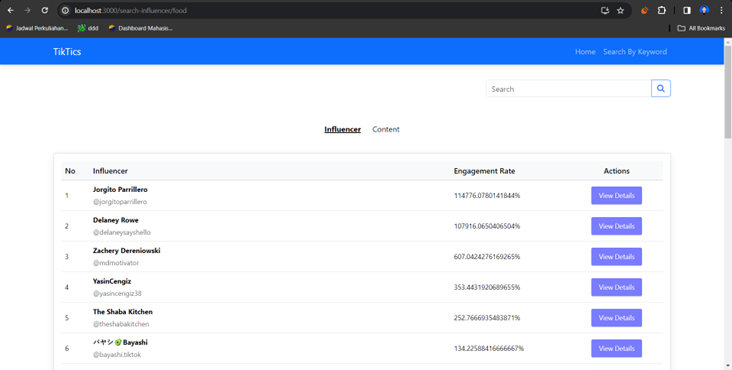 localhost:3000/search-influencer/food
Jadwal Perkuliahan... ddd Dashboard Mahasis... All Bookmarks
TikTics Home Search By Keyword
Search
Influencer Content
No Influencer Engagement Rate Actions
1 Jorgito Parrillero 114776.0780141844% View Details
@jorgitoparrillero
2 Delaney Rowe 107916.0650406504% View Details
@delaneysayshello
3 Zachery Dereniowski 607.0424276169265% View Details
@mdmotivator
4 YasinCengiz 353.4431920689655% View Details
@yasincengiz38
5 The Shaba Kitchen 252.7666935483871% View Details
@theshabakitchen
6 バヤシ🥑Bayashi 134.22588416666667% View Details
@bayashi.tiktok